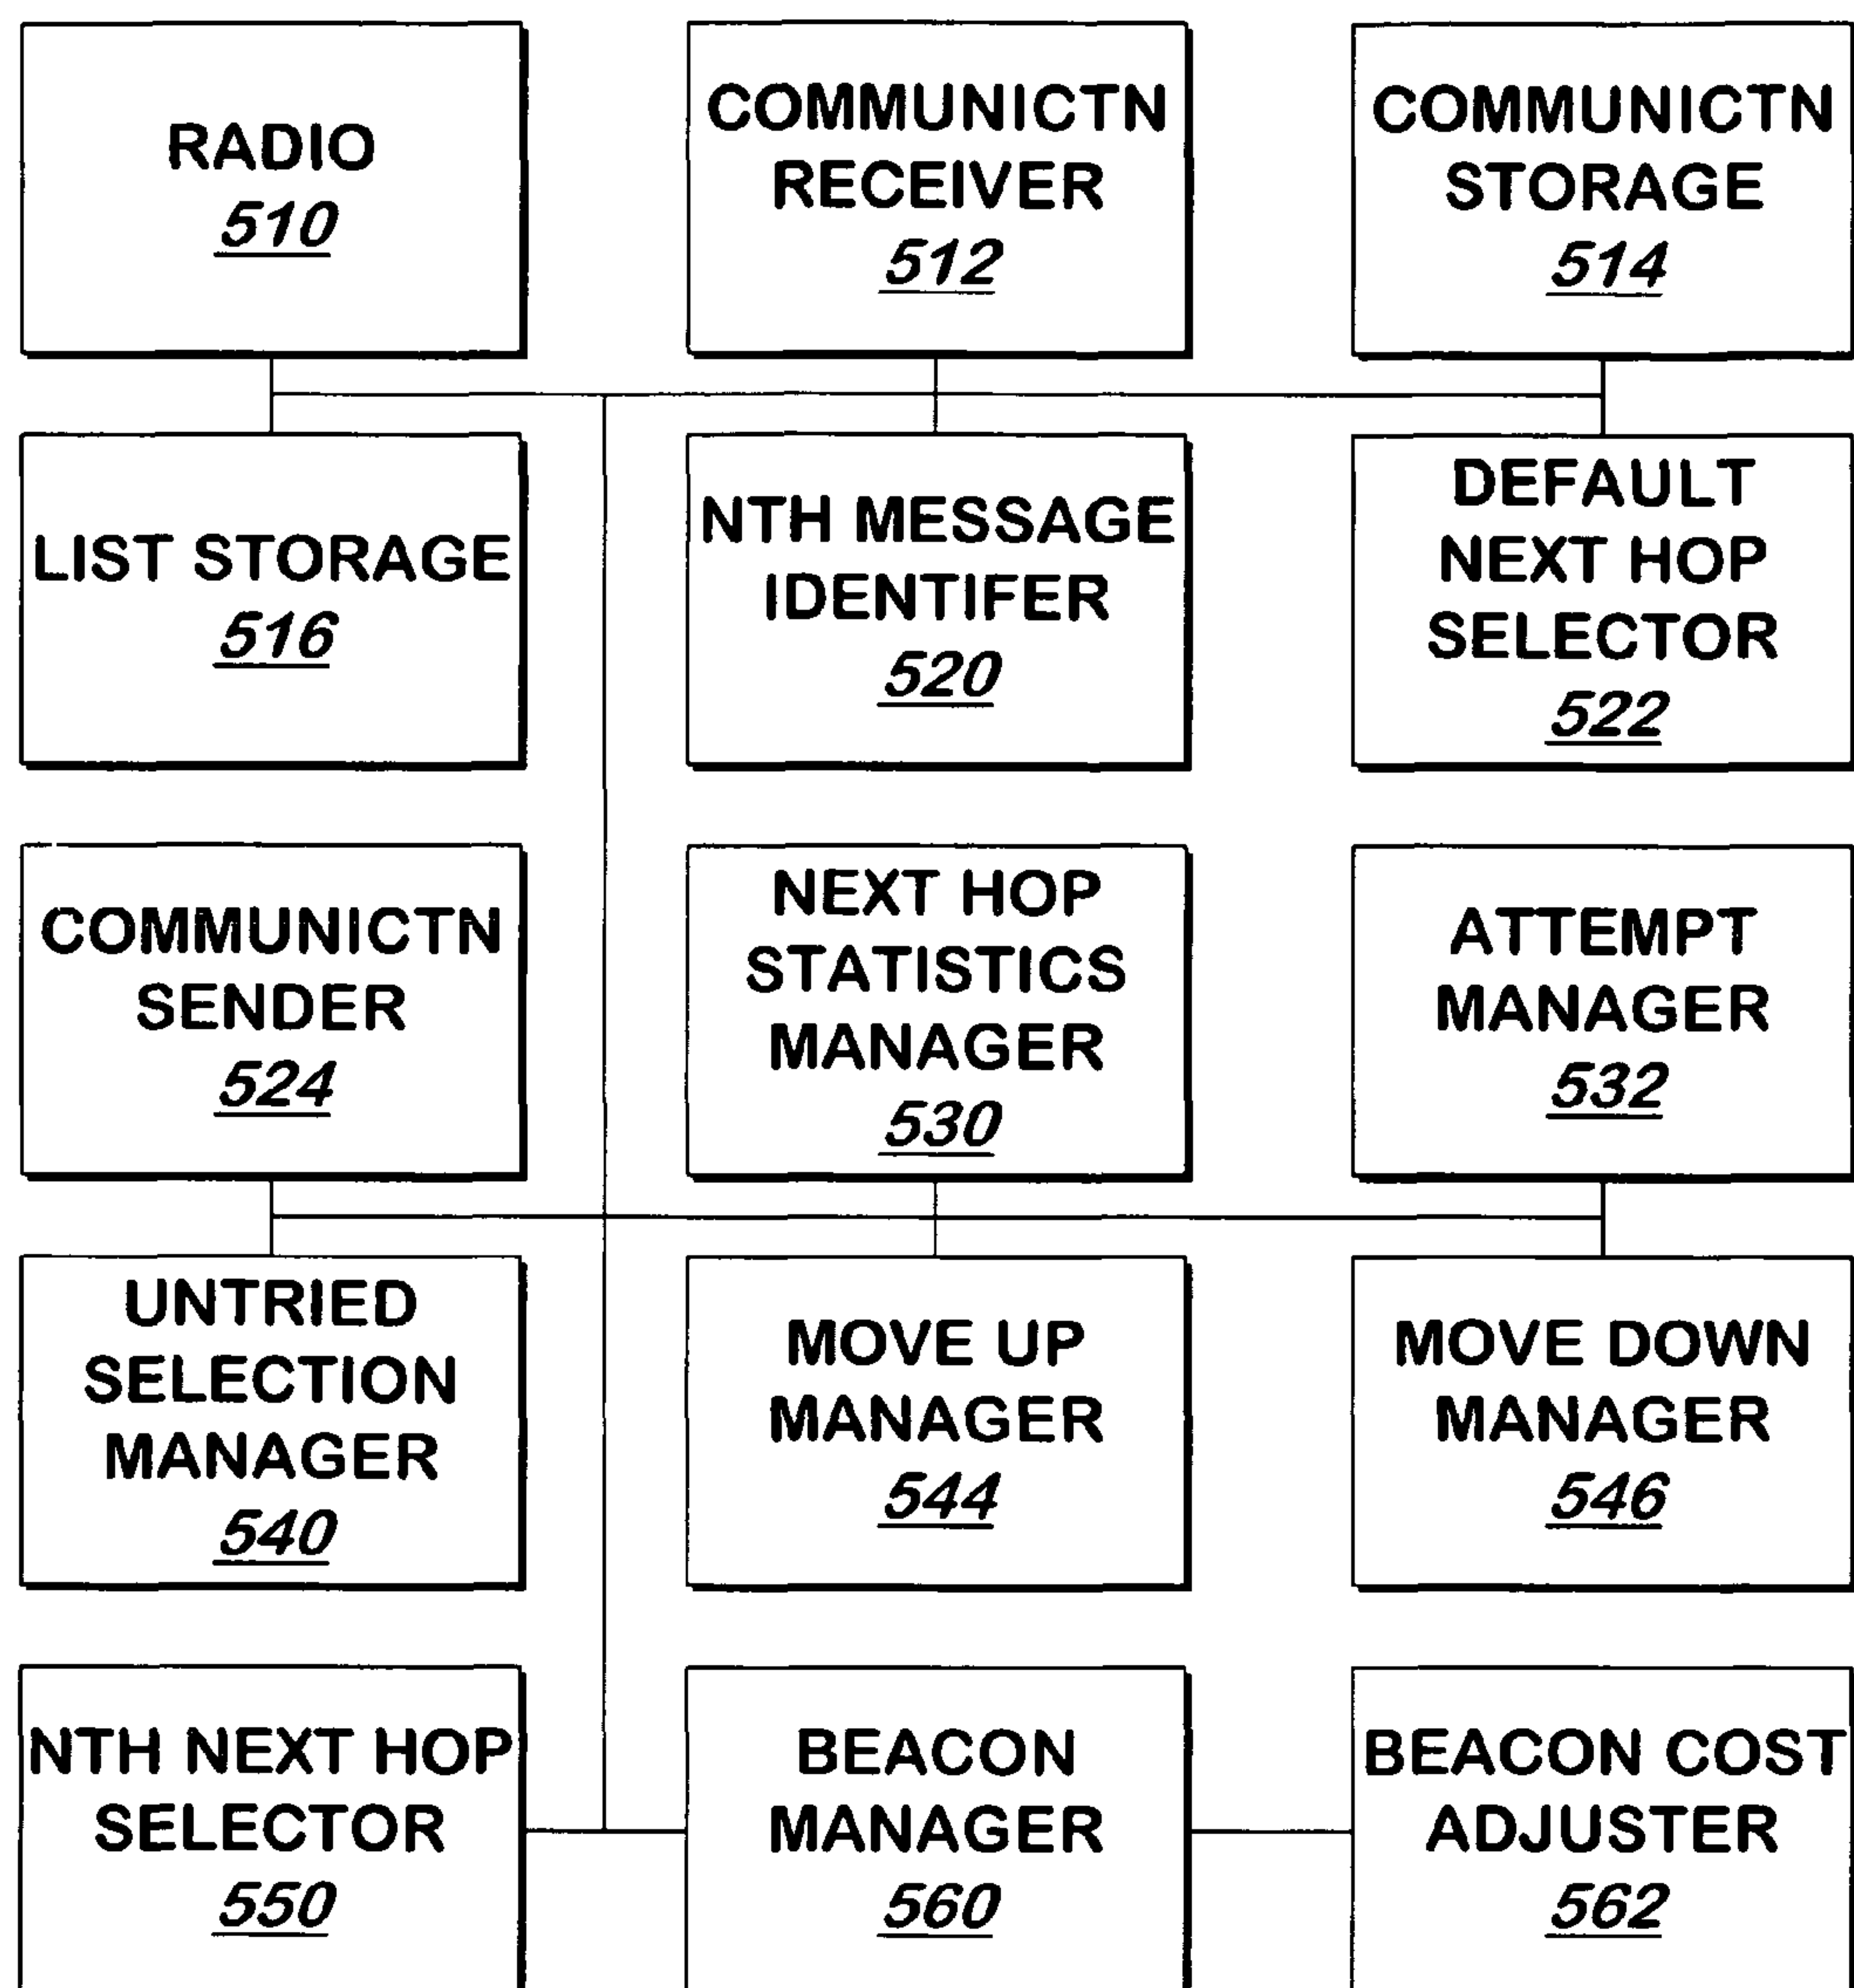 RADIO
510
COMMUNICTN
RECEIVER
512
COMMUNICTN
STORAGE
514
LIST STORAGE
516
NTH MESSAGE
IDENTIFER
520
DEFAULT
NEXT HOP
SELECTOR
522
COMMUNICTN
SENDER
524
NEXT HOP
STATISTICS
MANAGER
530
ATTEMPT
MANAGER
532
UNTRIED
SELECTION
MANAGER
540
MOVE UP
MANAGER
544
MOVE DOWN
MANAGER
546
NTH NEXT HOP
SELECTOR
550
BEACON
MANAGER
560
BEACON COST
ADJUSTER
562